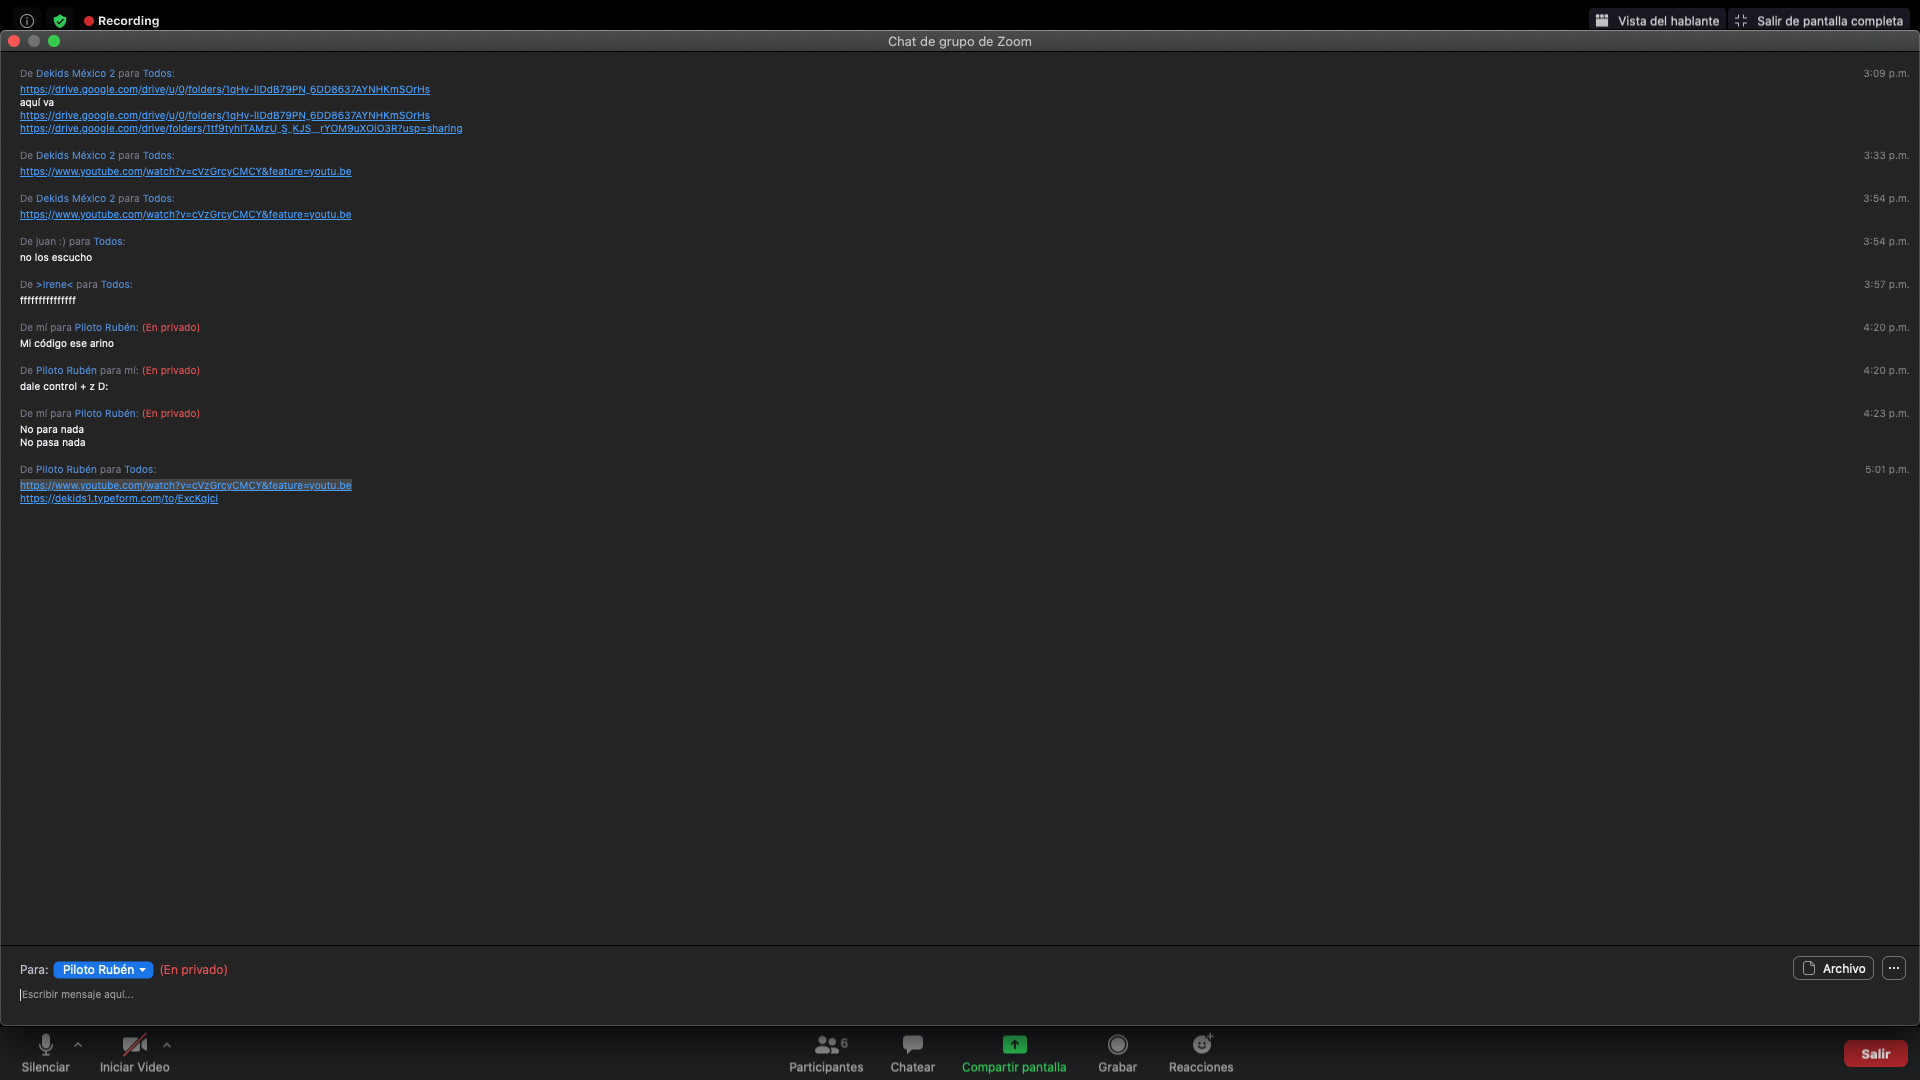 Recording
Vista del hablante
Salir de pantalla completa
Chat de grupo de Zoom
De Dekids México 2 para Todos: 3:09 p.m.
https://drive.google.com/drive/u/0/folders/1qHv-IIDdB79PN_6DD8637AYNHKmSOrHs
aquí va
https://drive.google.com/drive/u/0/folders/1qHv-IIDdB79PN_6DD8637AYNHKmSOrHs
https://drive.google.com/drive/folders/1tf9tyhITAMzU_S_KJS__rYOM9uXOIO3R?usp=sharing
De Dekids México 2 para Todos: 3:33 p.m.
https://www.youtube.com/watch?v=cVzGrcyCMCY&feature=youtu.be
De Dekids México 2 para Todos: 3:54 p.m.
https://www.youtube.com/watch?v=cVzGrcyCMCY&feature=youtu.be
De juan :) para Todos: 3:54 p.m.
no los escucho
De >Irene< para Todos: 3:57 p.m.
fffffffffffffff
De mí para Piloto Rubén: (En privado) 4:20 p.m.
Mi código ese arino
De Piloto Rubén para mí: (En privado) 4:20 p.m.
dale control + z D:
De mí para Piloto Rubén: (En privado) 4:23 p.m.
No para nada
No pasa nada
De Piloto Rubén para Todos: 5:01 p.m.
https://www.youtube.com/watch?v=cVzGrcyCMCY&feature=youtu.be
https://dekids1.typeform.com/to/ExcKqjci
Para: Piloto Rubén (En privado)
Archivo
Escribir mensaje aquí...
6
Silenciar
Iniciar Video
Participantes
Chatear
Compartir pantalla
Grabar
Reacciones
Salir